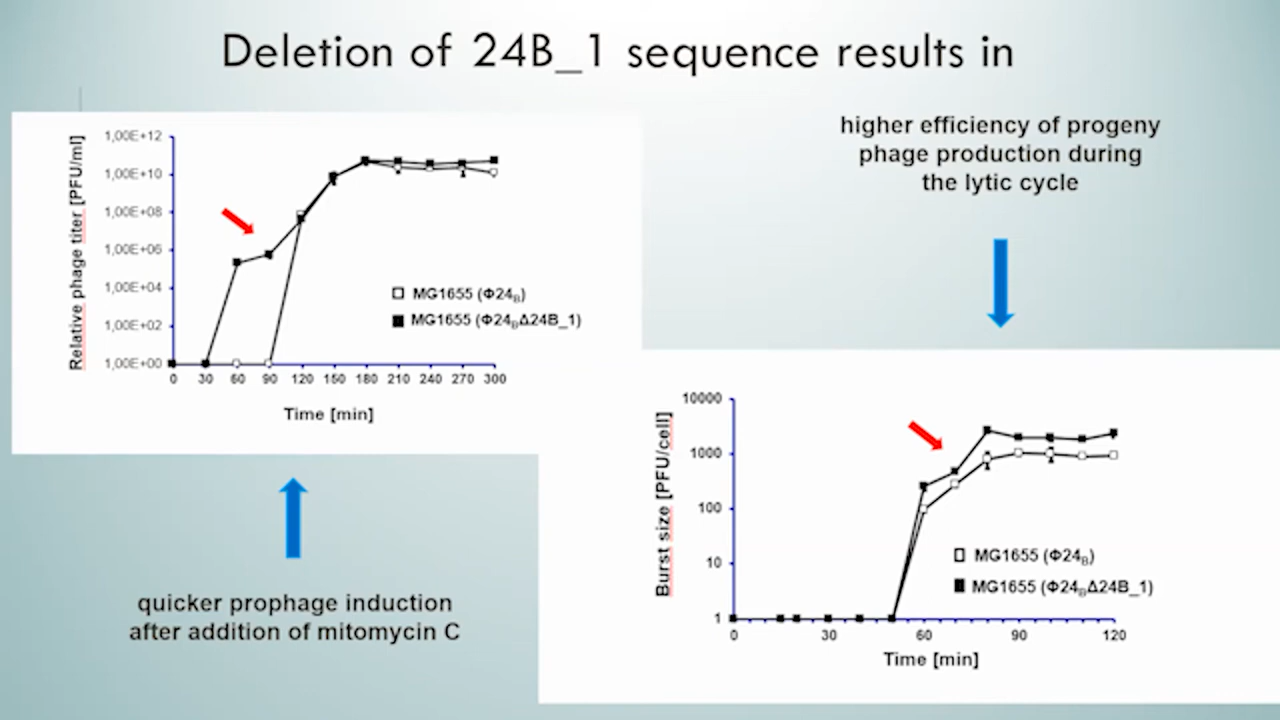 Deletion of 24B_1 sequence results in
higher efficiency of progeny
phage production during
the lytic cycle
Relative phage titer [PFU/ml]
1,00E+12
1,00E+10
1,00E+08
1,00E+06
1,00E+04
1,00E+02
1,00E+00
0 30 60 90 120 150 180 210 240 270 300
Time [min]
MG1655 (Φ24B)
MG1655 (Φ24BΔ24B_1)
quicker prophage induction
after addition of mitomycin C
Burst size [PFU/cell]
10000
1000
100
10
1
0 30 60 90 120
Time [min]
MG1655 (Φ24B)
MG1655 (Φ24BΔ24B_1)